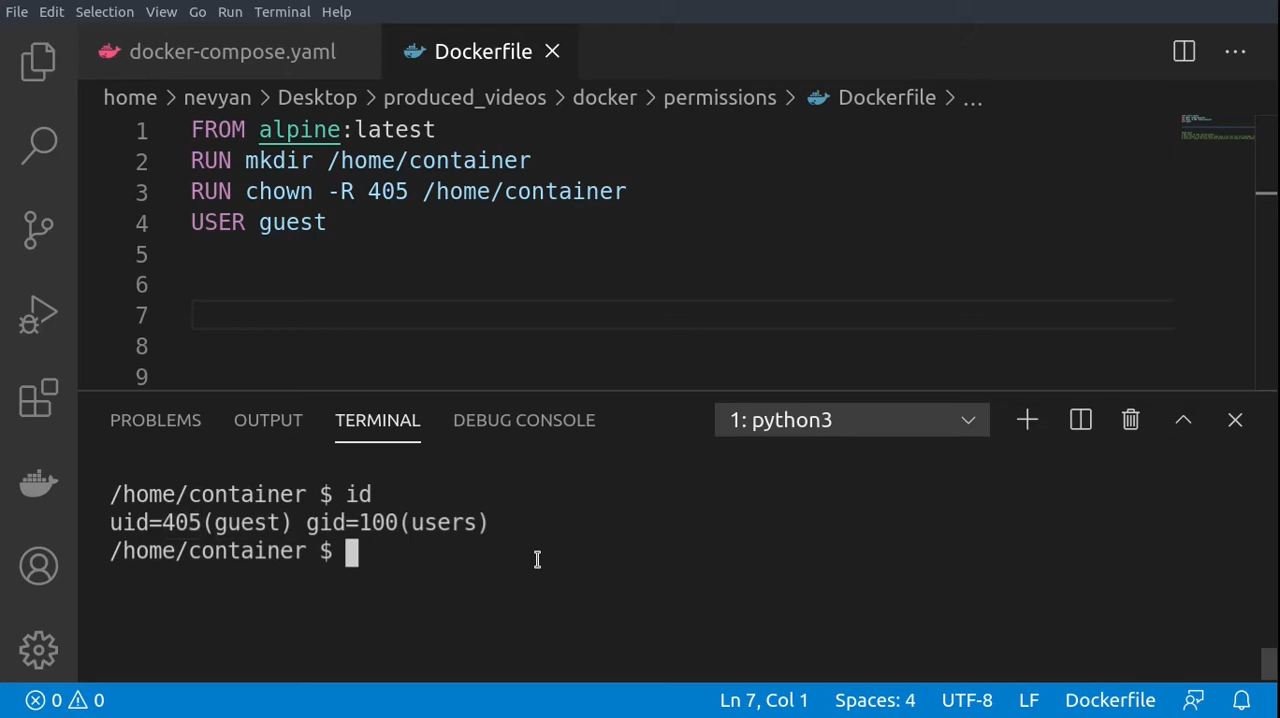 File Edit Selection View Go Run Terminal Help
docker-compose.yaml Dockerfile
home > nevyan > Desktop > produced_videos > docker > permissions > Dockerfile > ...
1 FROM alpine:latest
2 RUN mkdir /home/container
3 RUN chown -R 405 /home/container
4 USER guest
5
6
7
8
9
PROBLEMS OUTPUT TERMINAL DEBUG CONSOLE 1: python3
/home/container $ id
uid=405(guest) gid=100(users)
/home/container $
0 0 Ln 7, Col 1 Spaces: 4 UTF-8 LF Dockerfile